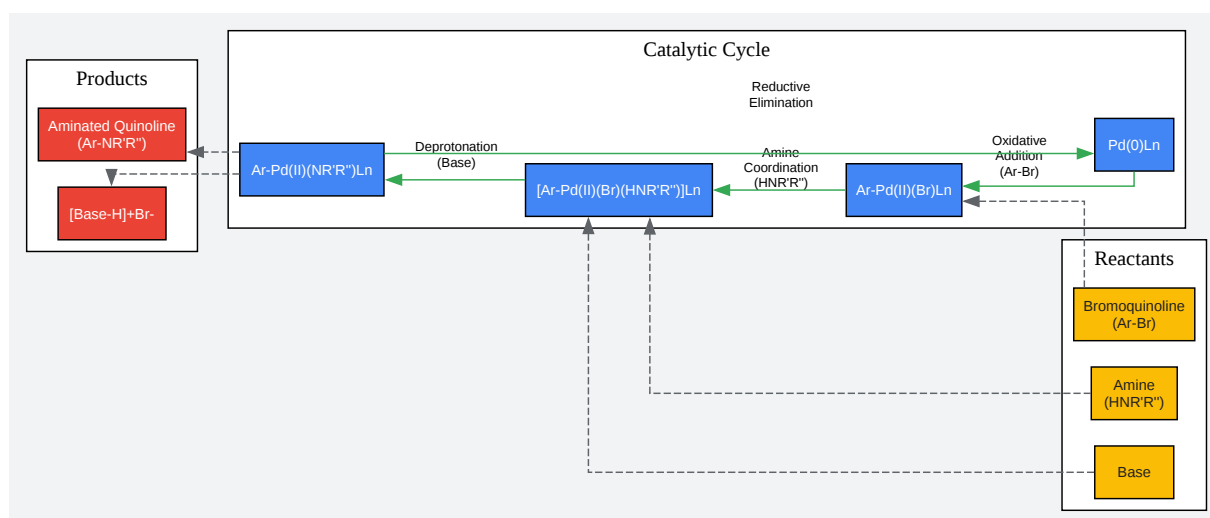 Catalytic Cycle
Reductive
Elimination
Products
Aminated Quinoline
(Ar-NR'R")
[Base-H]+Br-
Ar-Pd(II)(NR'R")Ln
Deprotonation
(Base)
[Ar-Pd(II)(Br)(HNR'R")]Ln
Amine
Coordination
(HNR'R")
Ar-Pd(II)(Br)Ln
Oxidative
Addition
(Ar-Br)
Pd(0)Ln
Reactants
Bromoquinoline
(Ar-Br)
Amine
(HNR'R")
Base